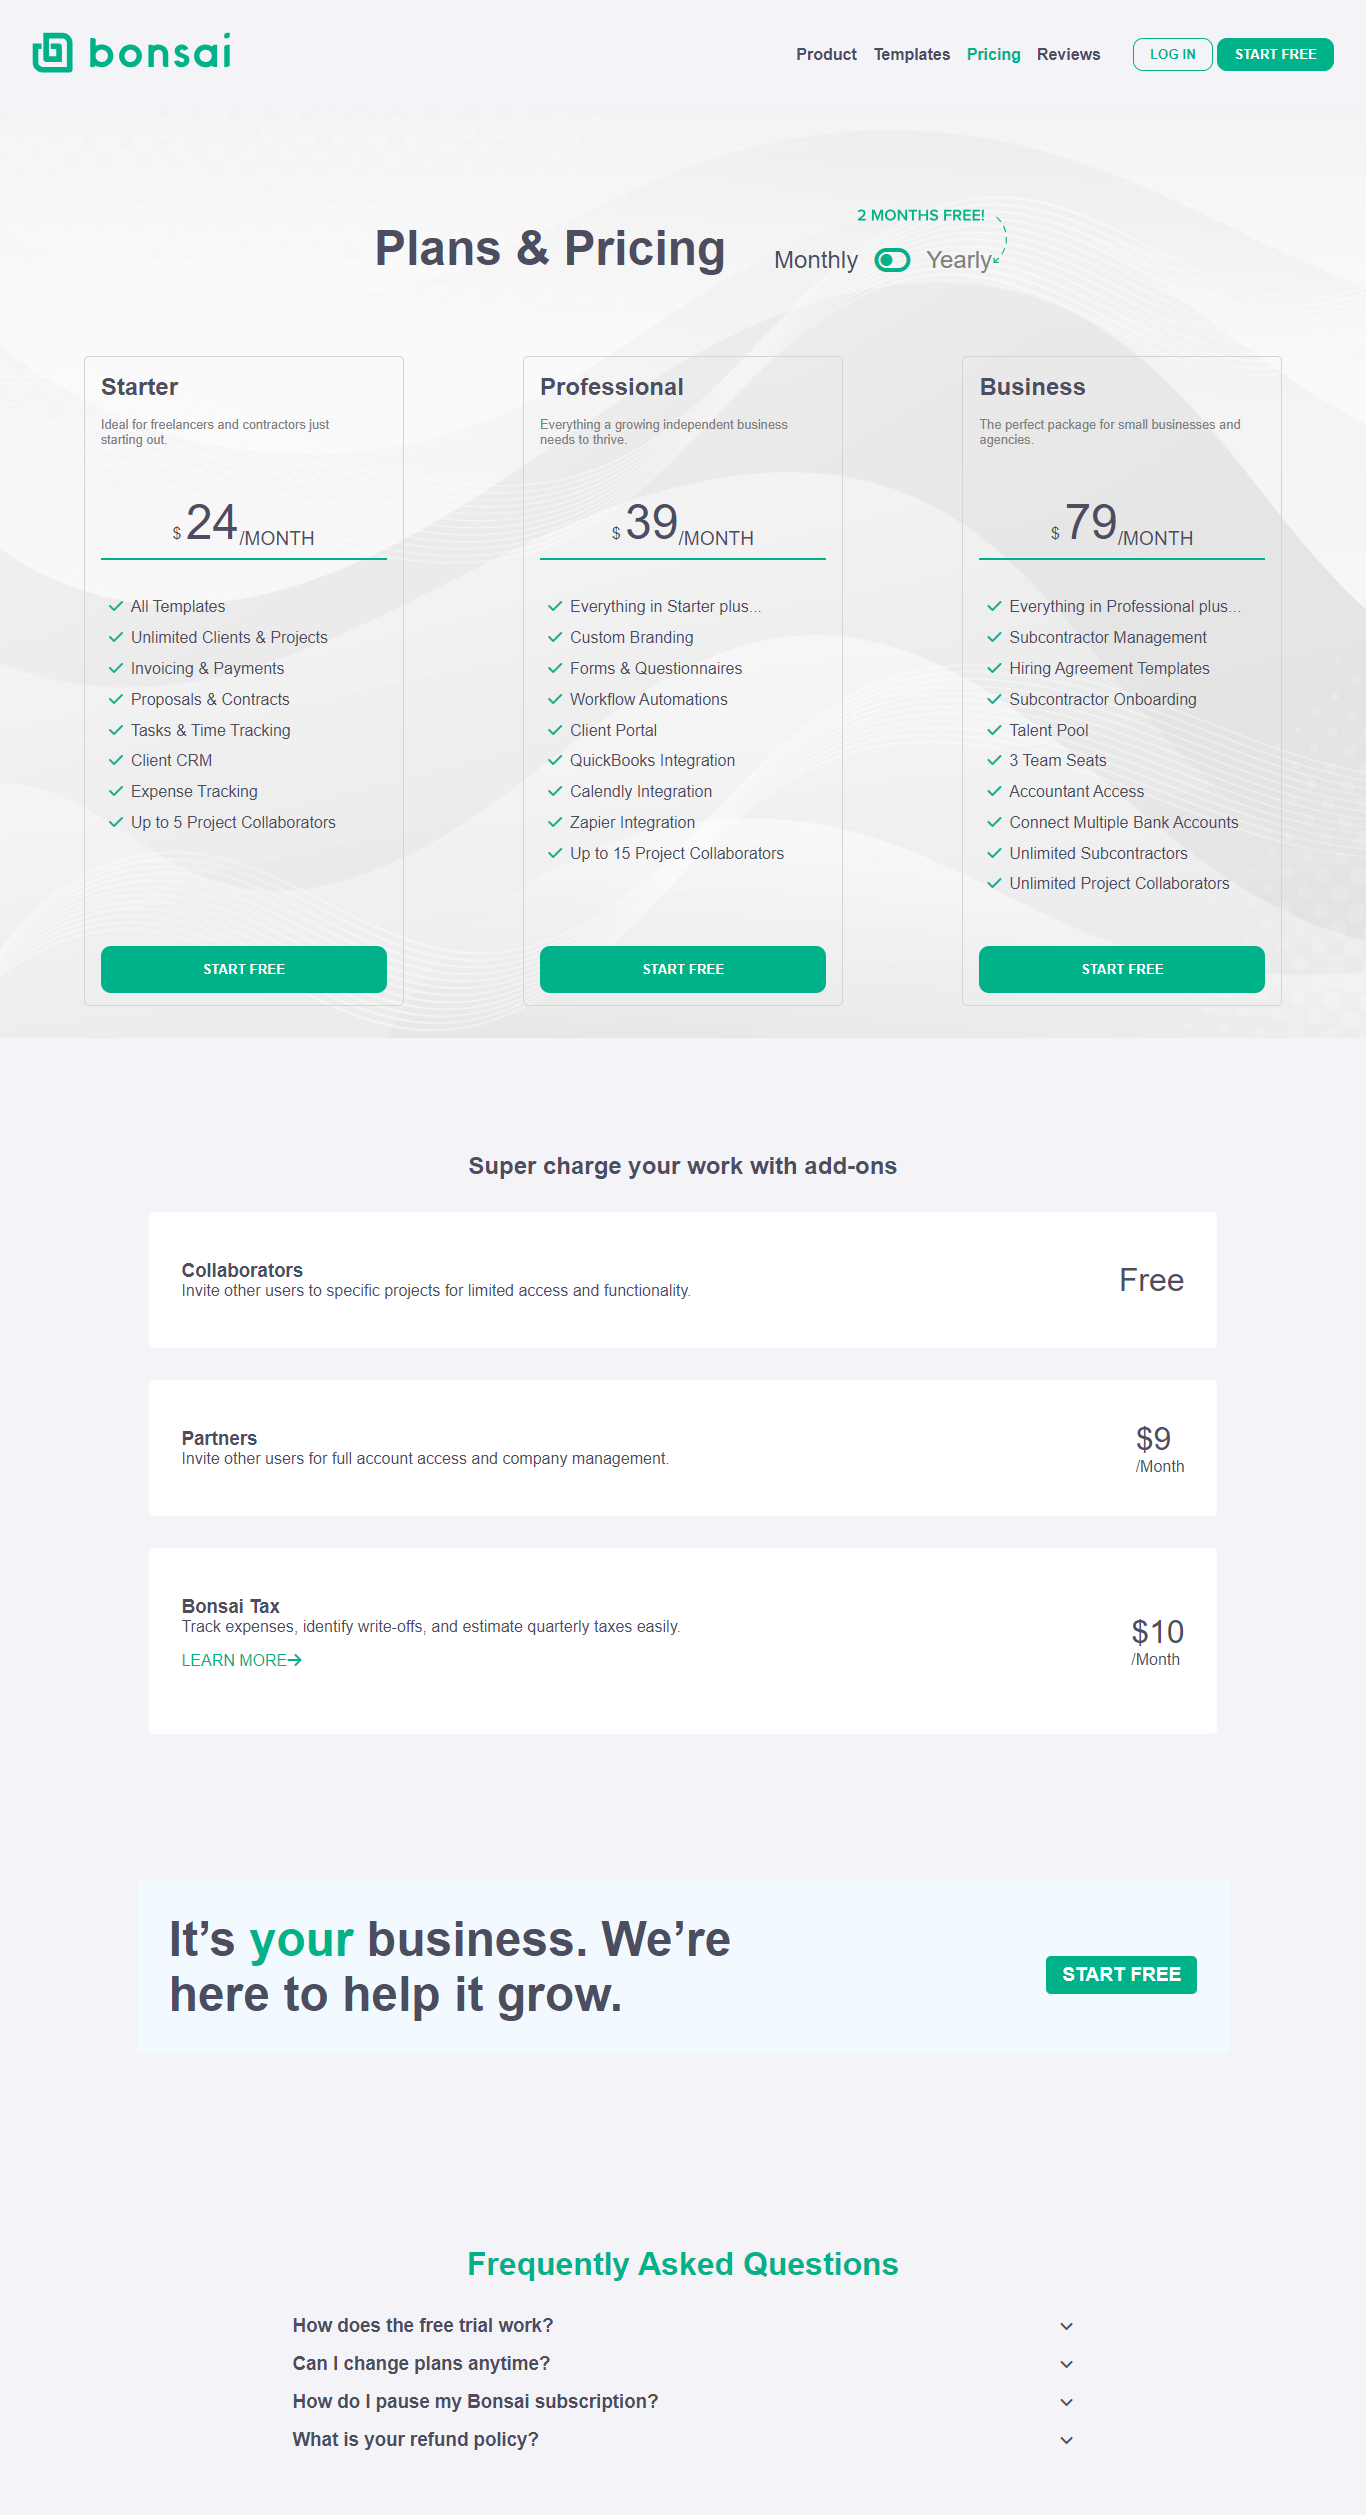 bonsai
Product Templates Pricing Reviews LOG IN START FREE
2 MONTHS FREE!
Plans & Pricing
Monthly Yearly
Starter
Ideal for freelancers and contractors just
starting out.
$ 24/MONTH
All Templates
Unlimited Clients & Projects
Invoicing & Payments
Proposals & Contracts
Tasks & Time Tracking
Client CRM
Expense Tracking
Up to 5 Project Collaborators
START FREE
Professional
Everything a growing independent business
needs to thrive.
$ 39/MONTH
Everything in Starter plus...
Custom Branding
Forms & Questionnaires
Workflow Automations
Client Portal
QuickBooks Integration
Calendly Integration
Zapier Integration
Up to 15 Project Collaborators
START FREE
Business
The perfect package for small businesses and
agencies.
$ 79/MONTH
Everything in Professional plus...
Subcontractor Management
Hiring Agreement Templates
Subcontractor Onboarding
Talent Pool
3 Team Seats
Accountant Access
Connect Multiple Bank Accounts
Unlimited Subcontractors
Unlimited Project Collaborators
START FREE
Super charge your work with add-ons
Collaborators
Invite other users to specific projects for limited access and functionality.
Free
Partners
Invite other users for full account access and company management.
$9
/Month
Bonsai Tax
Track expenses, identify write-offs, and estimate quarterly taxes easily.
LEARN MORE
$10
/Month
It’s your business. We’re
here to help it grow.
START FREE
Frequently Asked Questions
How does the free trial work?
Can I change plans anytime?
How do I pause my Bonsai subscription?
What is your refund policy?